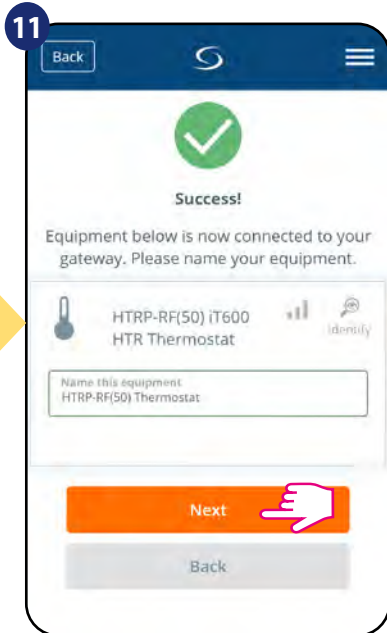 11
Back
Success!
Equipment below is now connected to your
gateway. Please name your equipment.
HTRP-RF(50) iT600
HTR Thermostat
Identify
Name this equipment
HTRP-RF(50) Thermostat
Next
Back